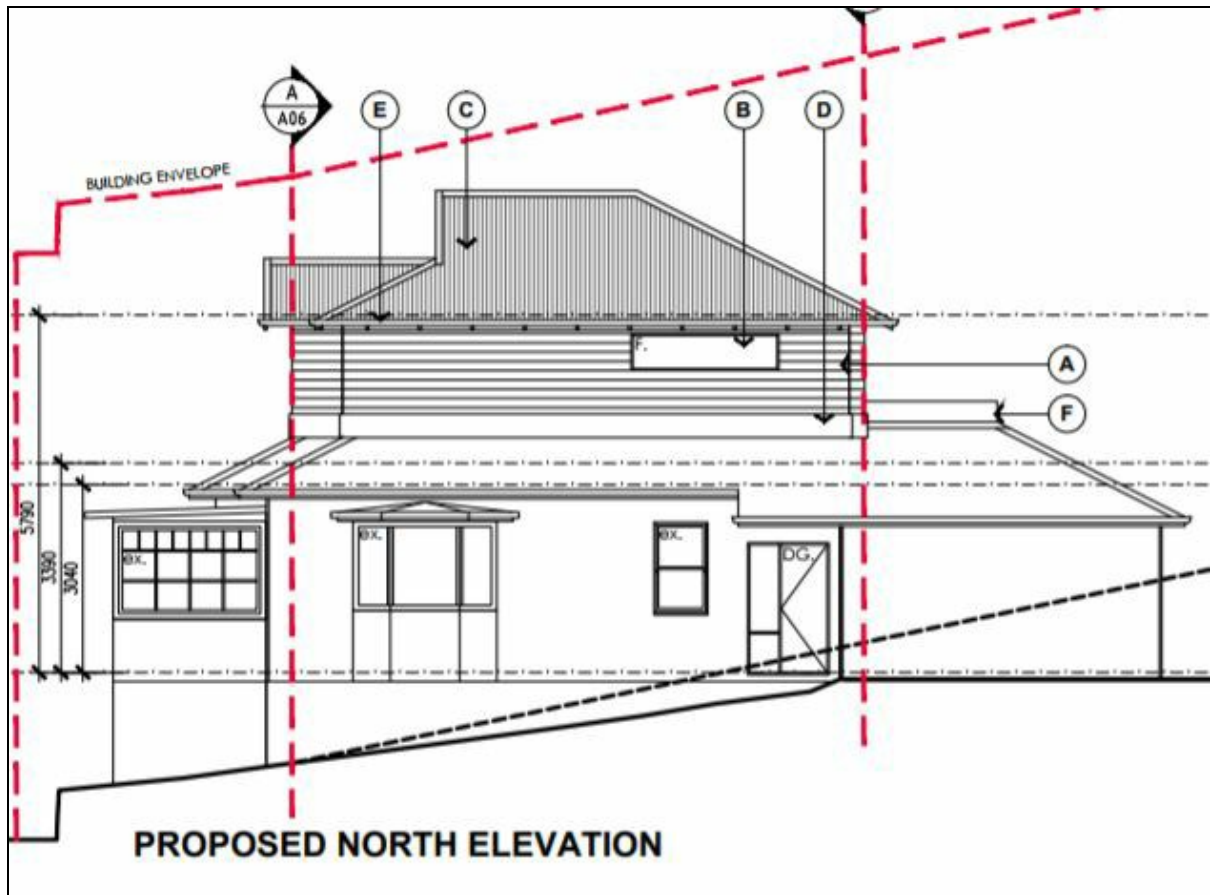 A
A06
E
C
B
D
BUILDING ENVELOPE
F.
A
F
5790
3390
3040
ex.
ex.
ex.
DG.
PROPOSED NORTH ELEVATION